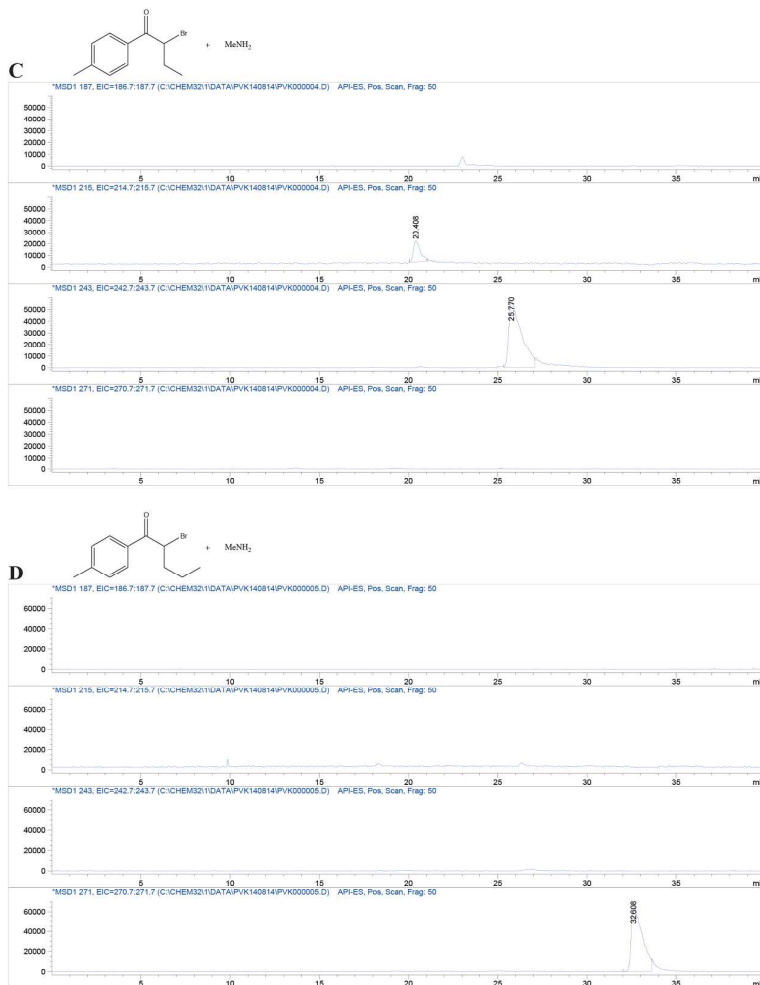 O
Br
+ MeNH2
C
*MSD1 187, EIC=186.7:187.7 (C:\CHEM32\1\DATA\PVK140814\PVK000004.D) API-ES, Pos, Scan, Frag: 50
50000
40000
30000
20000
10000
0
5 10 15 20 25 30 35 mi
*MSD1 215, EIC=214.7:215.7 (C:\CHEM32\1\DATA\PVK140814\PVK000004.D) API-ES, Pos, Scan, Frag: 50
50000
40000
30000
20000
10000
0
20.408
5 10 15 20 25 30 35 mi
*MSD1 243, EIC=242.7:243.7 (C:\CHEM32\1\DATA\PVK140814\PVK000004.D) API-ES, Pos, Scan, Frag: 50
50000
40000
30000
20000
10000
0
25.770
5 10 15 20 25 30 35 mi
*MSD1 271, EIC=270.7:271.7 (C:\CHEM32\1\DATA\PVK140814\PVK000004.D) API-ES, Pos, Scan, Frag: 50
50000
40000
30000
20000
10000
0
5 10 15 20 25 30 35 mi
O
Br
+ MeNH2
D
*MSD1 187, EIC=186.7:187.7 (C:\CHEM32\1\DATA\PVK140814\PVK000005.D) API-ES, Pos, Scan, Frag: 50
60000
40000
20000
0
5 10 15 20 25 30 35 mi
*MSD1 215, EIC=214.7:215.7 (C:\CHEM32\1\DATA\PVK140814\PVK000005.D) API-ES, Pos, Scan, Frag: 50
60000
40000
20000
0
5 10 15 20 25 30 35 mi
*MSD1 243, EIC=242.7:243.7 (C:\CHEM32\1\DATA\PVK140814\PVK000005.D) API-ES, Pos, Scan, Frag: 50
60000
40000
20000
0
5 10 15 20 25 30 35 mi
*MSD1 271, EIC=270.7:271.7 (C:\CHEM32\1\DATA\PVK140814\PVK000005.D) API-ES, Pos, Scan, Frag: 50
60000
40000
20000
0
32.608